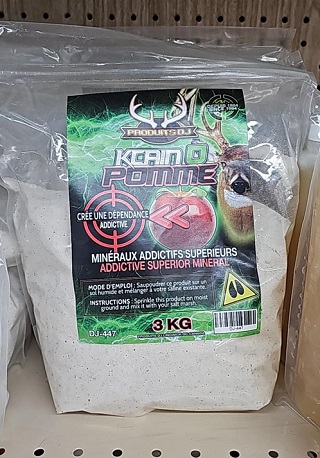 PRODUITS DJ
KCAIN Ô
POMME
CRÉE UNE DÉPENDANCE
ADDICTIVE
MINÉRAUX ADDICTIFS SUPERIEURS
ADDICTIVE SUPERIOR MINERAL
MODE D'EMPLOI : Saupoudrer ce produit sur un
sol humide et mélanger à votre saline existante.
INSTRUCTIONS : Sprinkle this product on moist
ground and mix it with your salt marsh.
DJ-447
3 KG